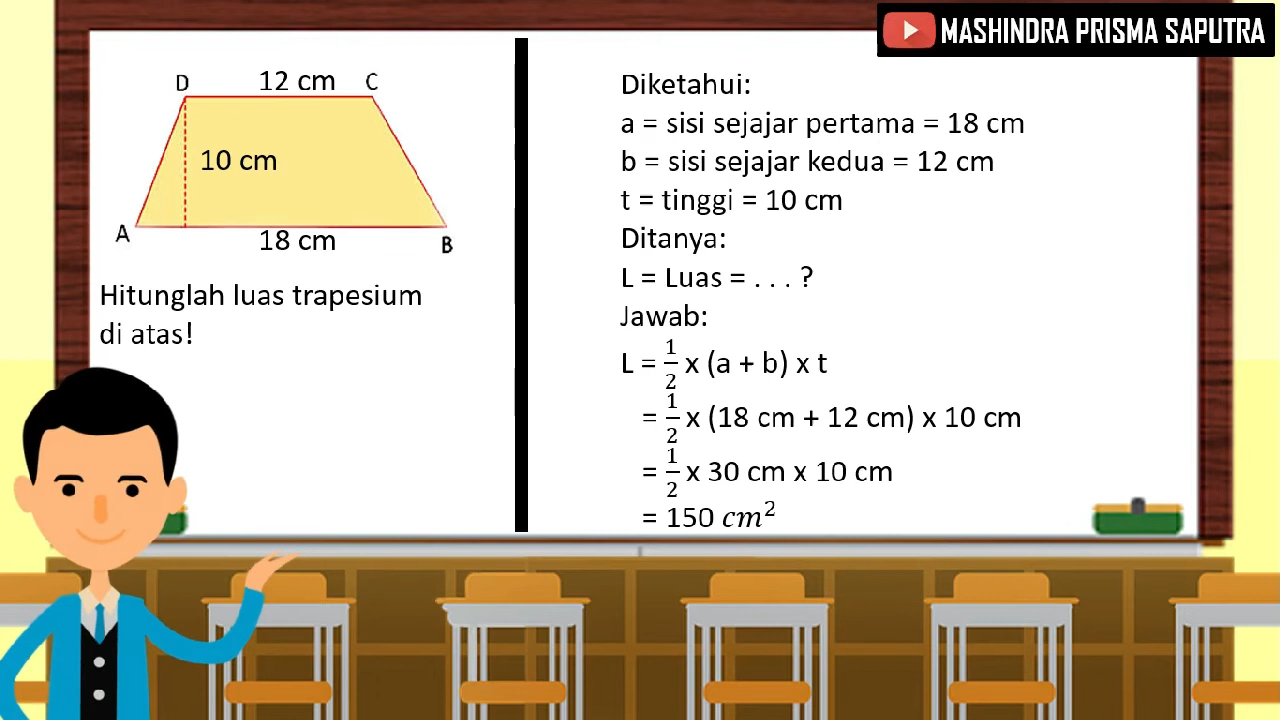 MASHINDRA PRISMA SAPUTRA
D 12 cm C
10 cm
A 18 cm B
Hitunglah luas trapesium
di atas!
Diketahui:
a = sisi sejajar pertama = 18 cm
b = sisi sejajar kedua = 12 cm
t = tinggi = 10 cm
Ditanya:
L = Luas = . . . ?
Jawab:
L = 1/2 x (a + b) x t
= 1/2 x (18 cm + 12 cm) x 10 cm
= 1/2 x 30 cm x 10 cm
= 150 cm²